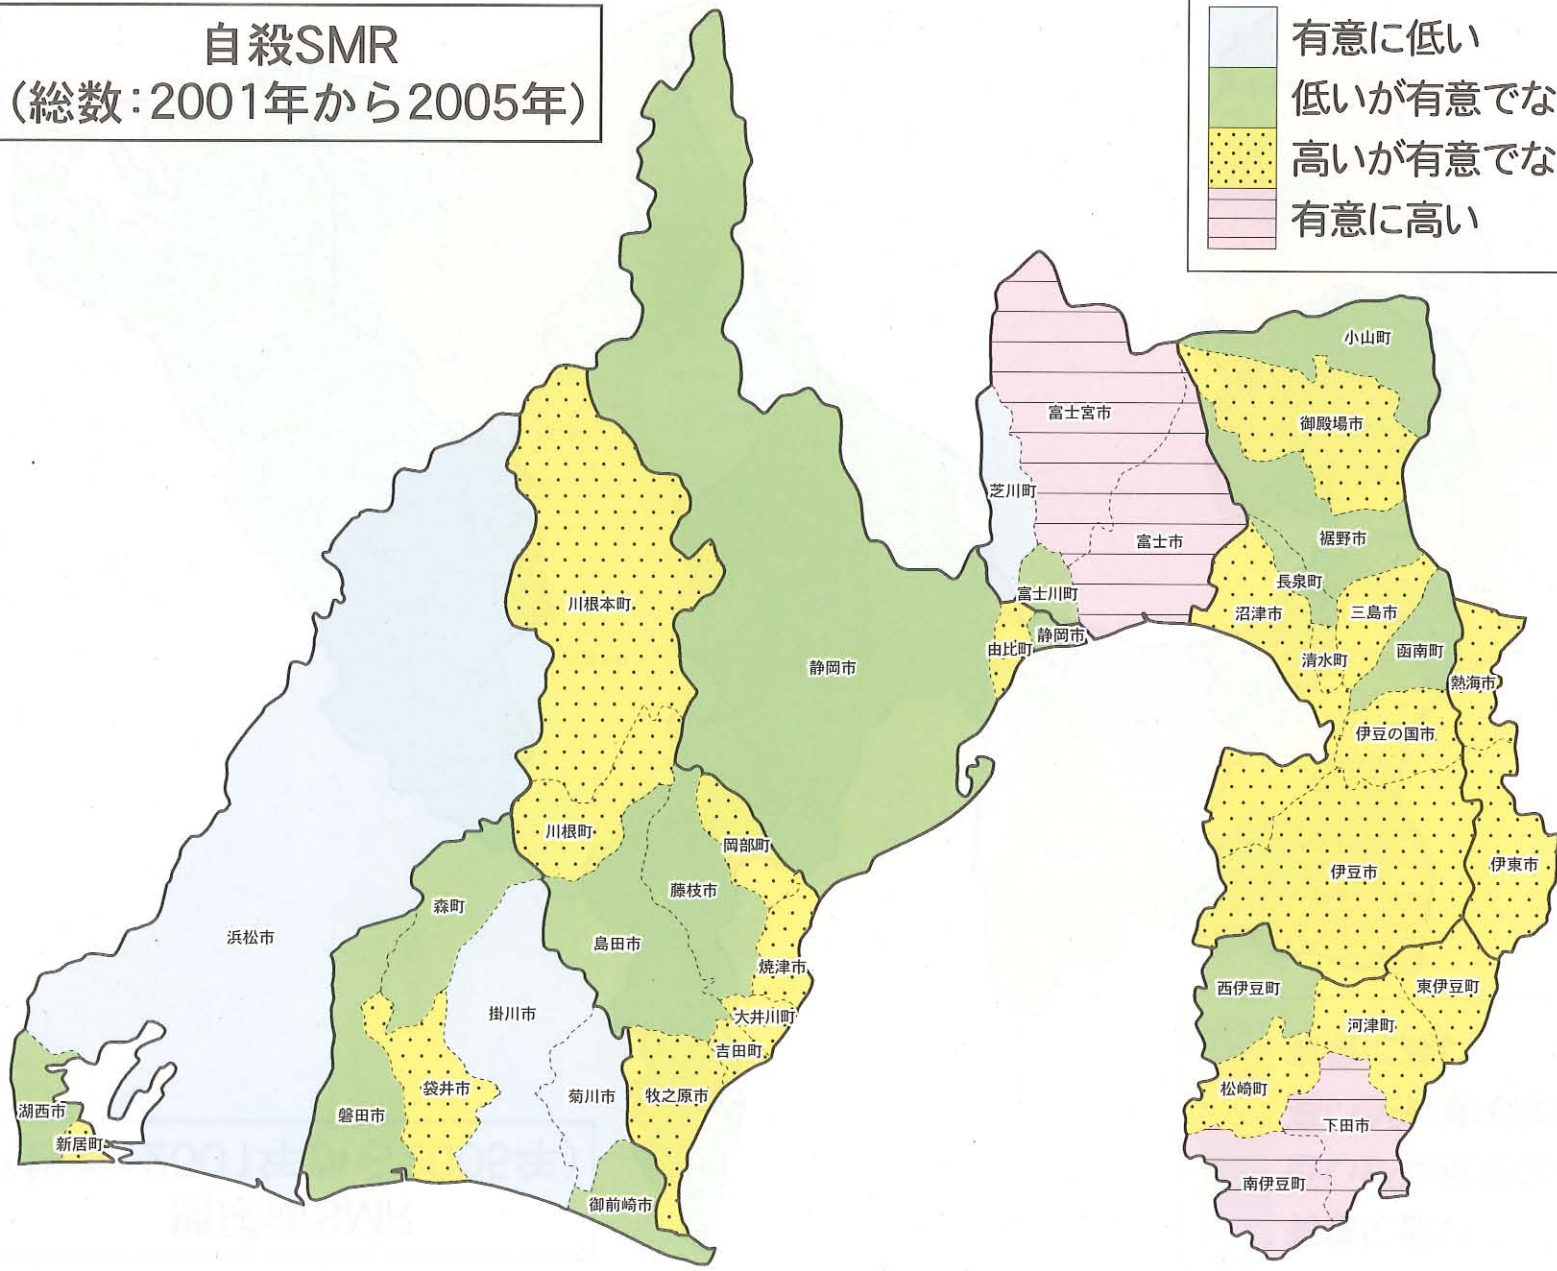 自殺SMR
(総数:2001年から2005年)
有意に低い
低いが有意でな
高いが有意でな
有意に高い
小山町
御殿場市
富士宮市
芝川町
裾野市
富士市
長泉町
富士川町
沼津市
三島市
川根本町
静岡市
由比町
函南町
清水町
静岡市
熱海市
伊豆の国市
川根町
岡部町
伊豆市
伊東市
藤枝市
森町
浜松市
島田市
焼津市
西伊豆町
東伊豆町
掛川市
大井川町
河津町
吉田町
袋井市
菊川市
牧之原市
松崎町
湖西市
磐田市
下田市
新居町
南伊豆町
御前崎市